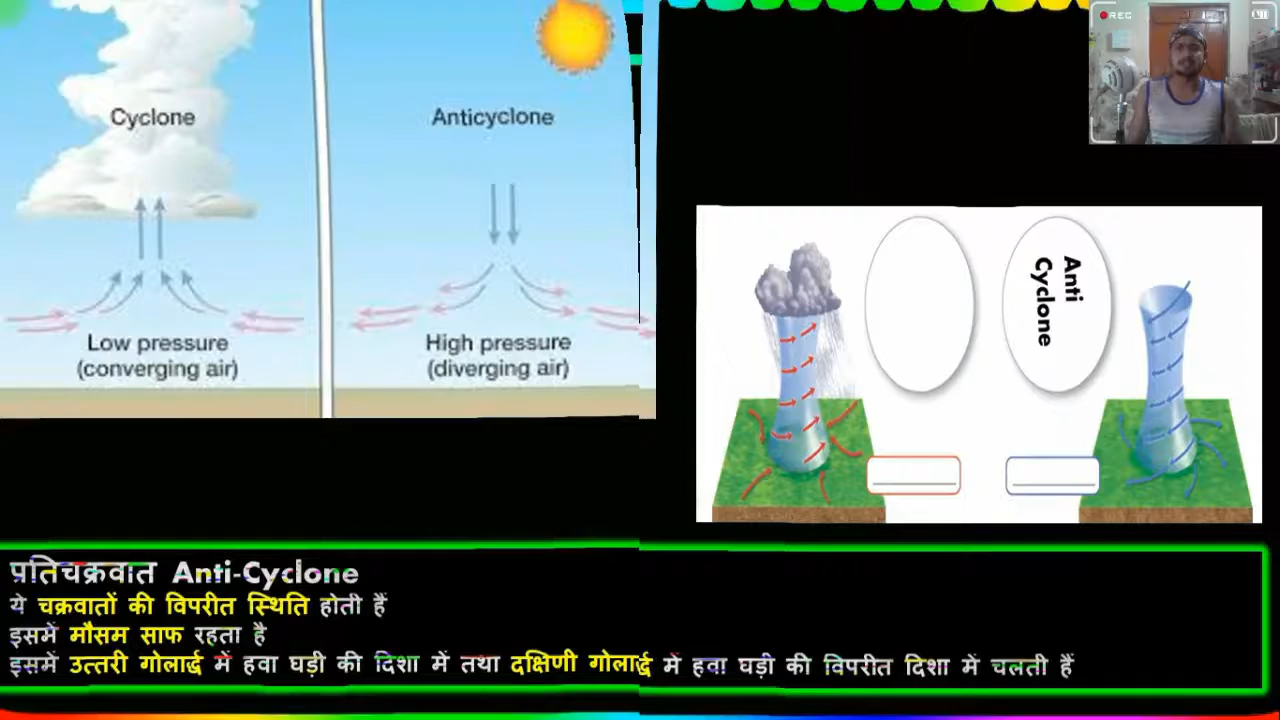 Cyclone
Anticyclone
Low pressure
(converging air)
High pressure
(diverging air)
REC
Anti
Cyclone
प्रतिचक्रवात Anti-Cyclone
ये चक्रवातों की विपरीत स्थिति होती हैं
इसमें मौसम साफ रहता है
इसमें उत्तरी गोलार्द्ध में हवा घड़ी की दिशा में तथा दक्षिणी गोलार्द्ध में हवा घड़ी की विपरीत दिशा में चलती हैं